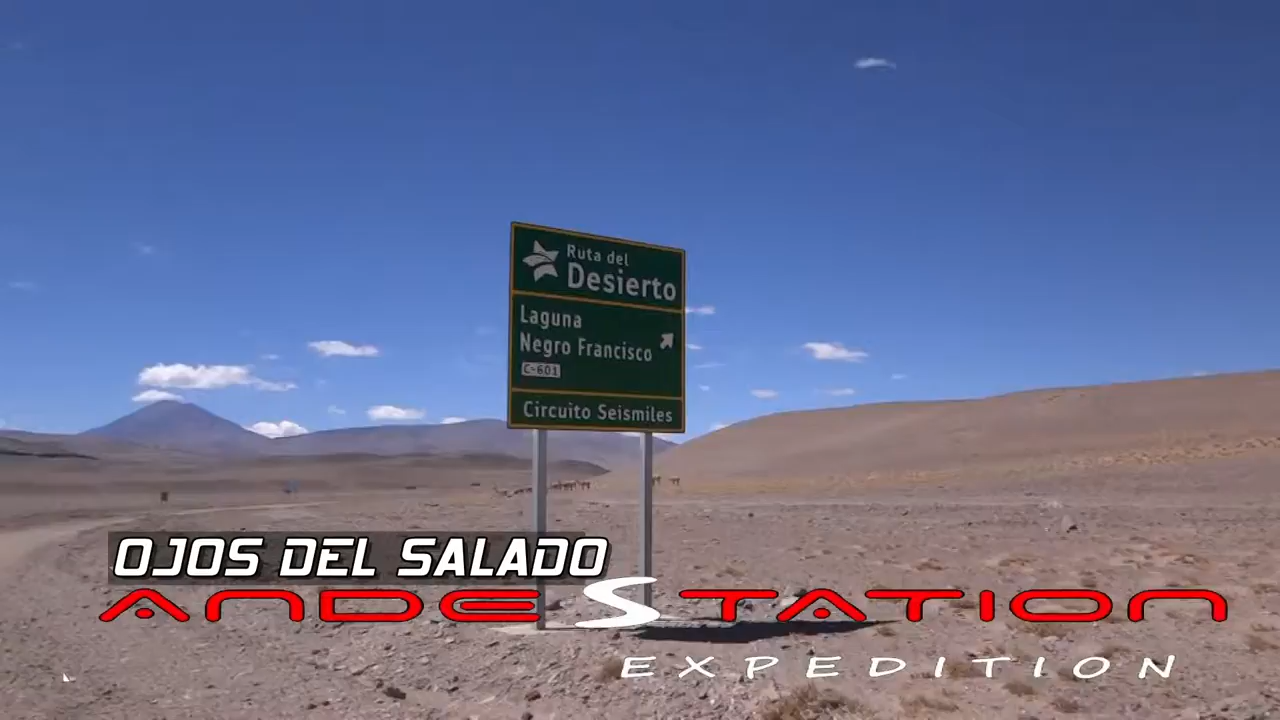 Ruta del
Desierto
Laguna
Negro Francisco
C-601
Circuito Seismiles
OJOS DEL SALADO
ANDESTATION
EXPEDITION